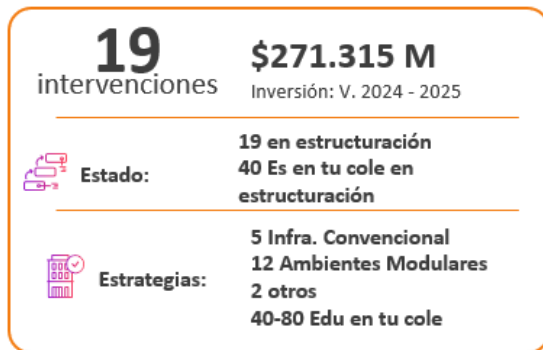 19
intervenciones
$271.315 M
Inversión: V. 2024 - 2025
Estado:
19 en estructuración
40 Es en tu cole en
estructuración
Estrategias:
5 Infra. Convencional
12 Ambientes Modulares
2 otros
40-80 Edu en tu cole